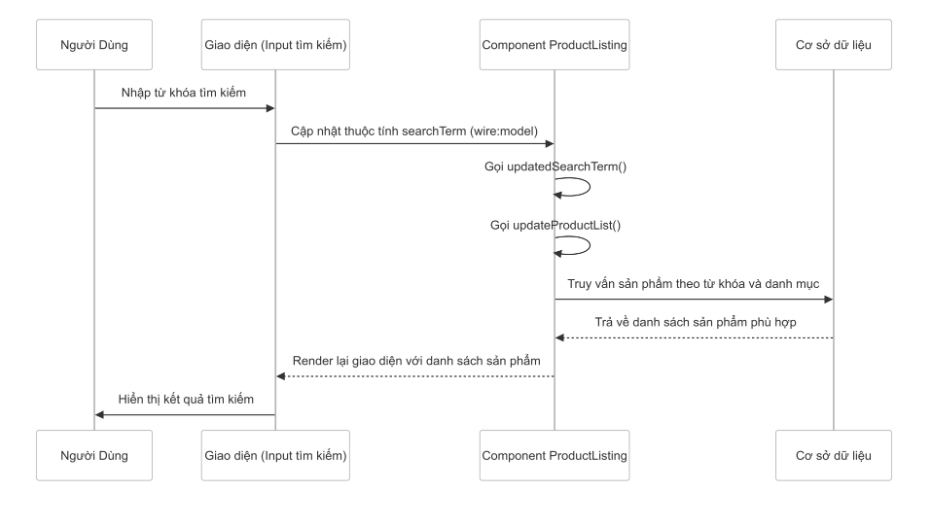 Người Dùng
Giao diện (Input tìm kiếm)
Component ProductListing
Cơ sở dữ liệu
Nhập từ khóa tìm kiếm
Cập nhật thuộc tính searchTerm (wire:model)
Gọi updatedSearchTerm()
Gọi updateProductList()
Truy vấn sản phẩm theo từ khóa và danh mục
Trả về danh sách sản phẩm phù hợp
Render lại giao diện với danh sách sản phẩm
Hiển thị kết quả tìm kiếm
Người Dùng
Giao diện (Input tìm kiếm)
Component ProductListing
Cơ sở dữ liệu